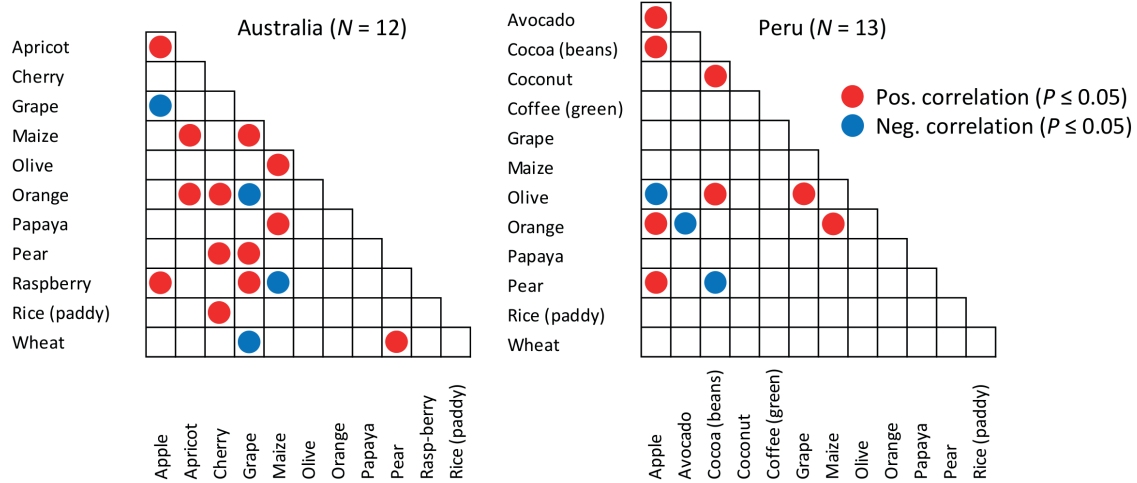 Australia (N = 12)
Apricot
Cherry
Grape
Maize
Olive
Orange
Papaya
Pear
Raspberry
Rice (paddy)
Wheat
Apple
Apricot
Cherry
Grape
Maize
Olive
Orange
Papaya
Pear
Rasp-berry
Rice (paddy)
Peru (N = 13)
Avocado
Cocoa (beans)
Coconut
Coffee (green)
Grape
Maize
Olive
Orange
Papaya
Pear
Rice (paddy)
Wheat
Apple
Avocado
Cocoa (beans)
Coconut
Coffee (green)
Grape
Maize
Olive
Orange
Papaya
Pear
Rice (paddy)
Pos. correlation (P ≤ 0.05)
Neg. correlation (P ≤ 0.05)